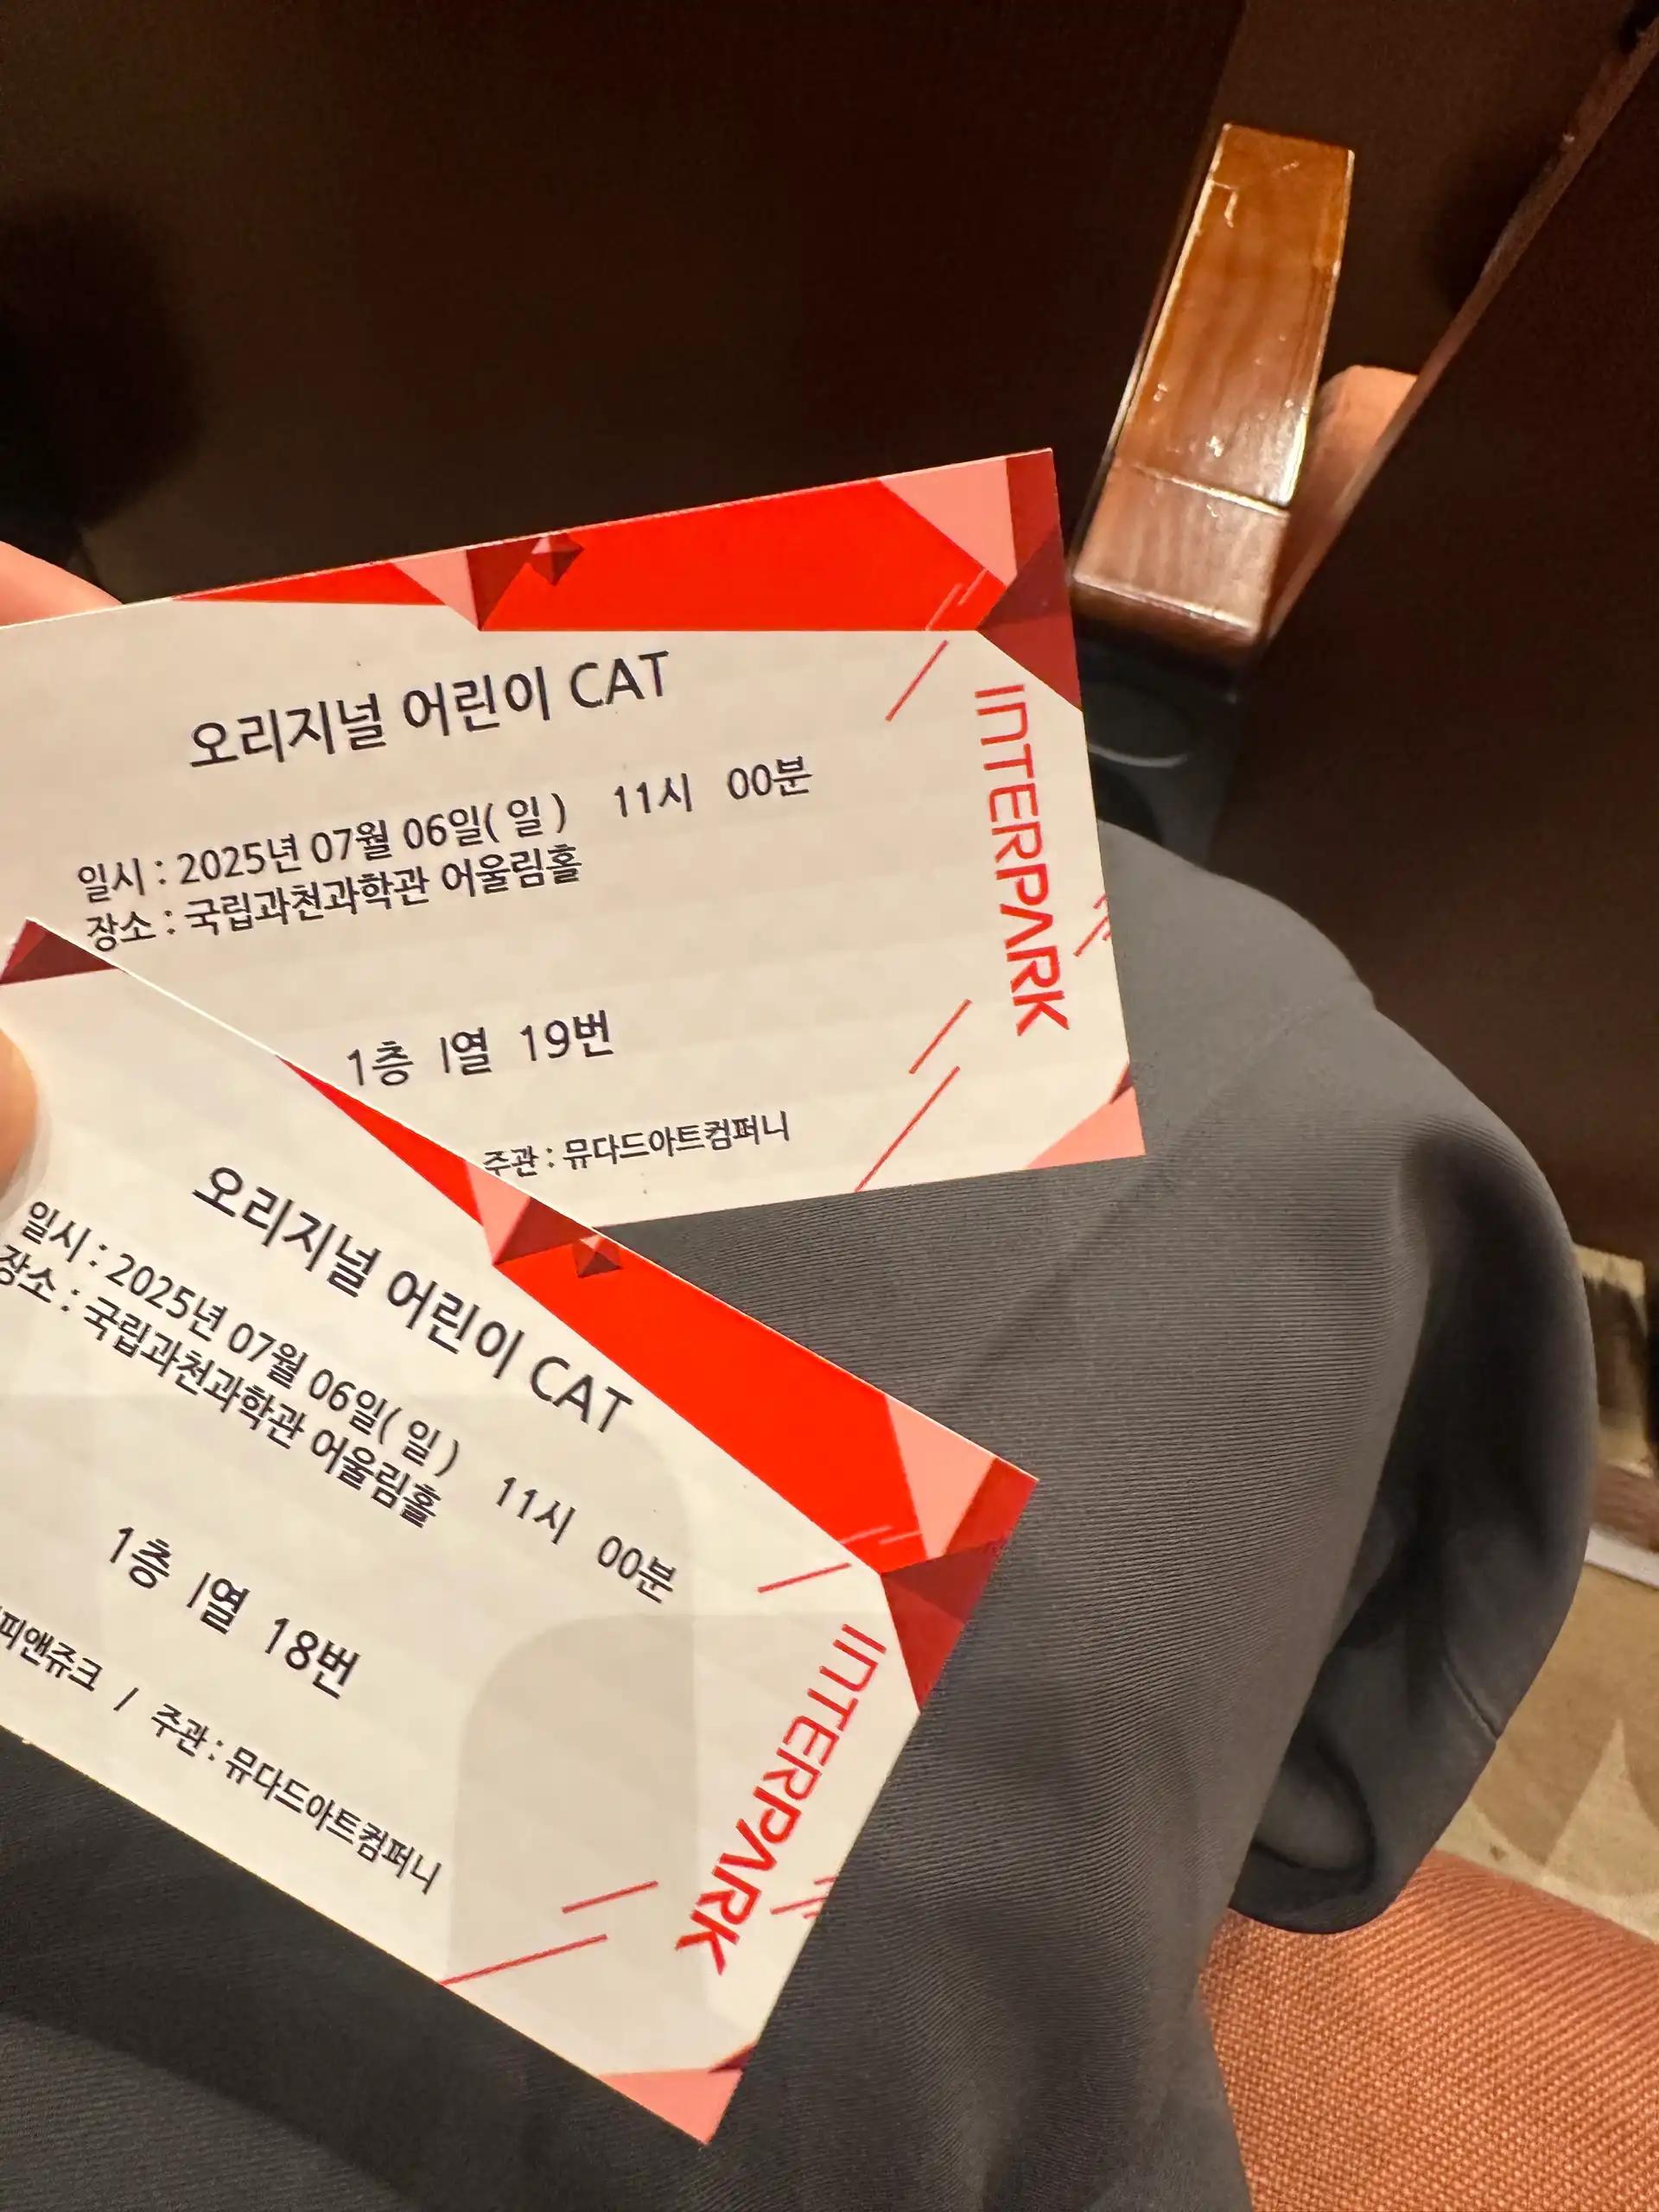 오리지널 어린이 CAT
일시 : 2025년 07월 06일( 일 ) 11시 00분
장소 : 국립과천과학관 어울림홀
1층 I열 19번
주관 : 뮤다드아트컴퍼니
INTERPARK
오리지널 어린이 CAT
일시 : 2025년 07월 06일( 일 ) 11시 00분
장소 : 국립과천과학관 어울림홀
1층 I열 18번
피앤쥬크 / 주관 : 뮤다드아트컴퍼니
INTERPARK